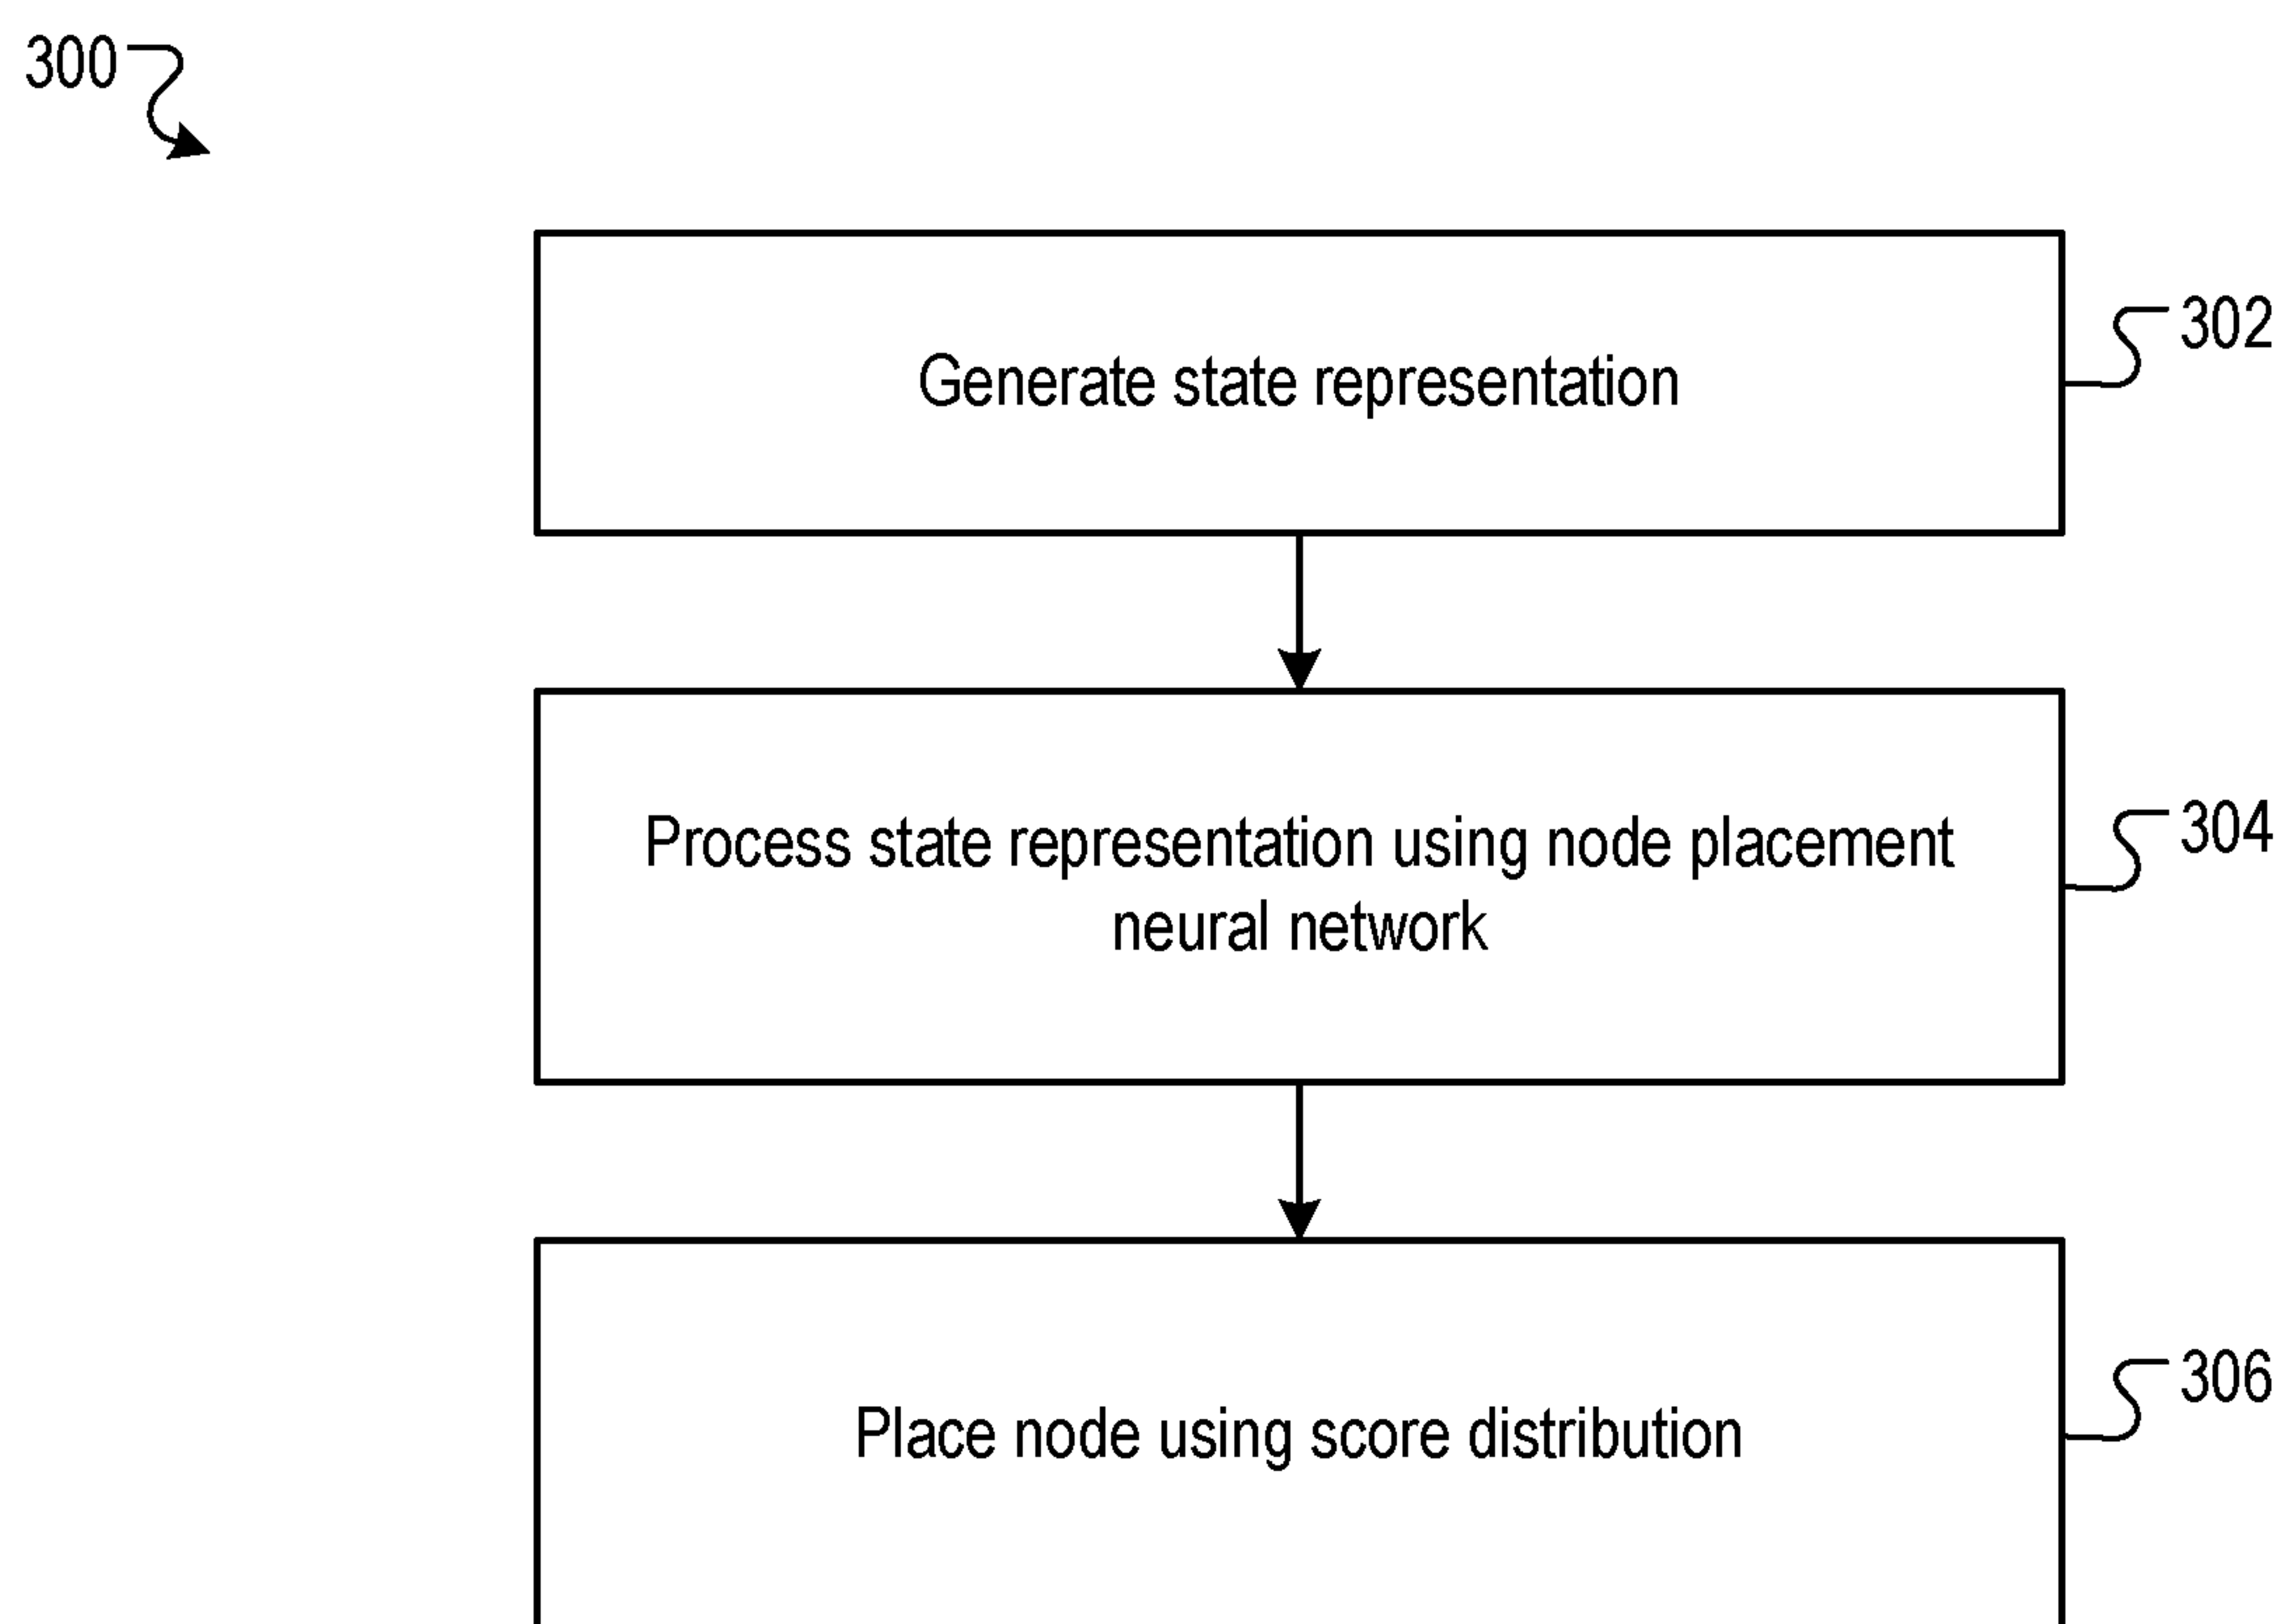 300
Generate state representation
302
Process state representation using node placement
neural network
304
Place node using score distribution
306